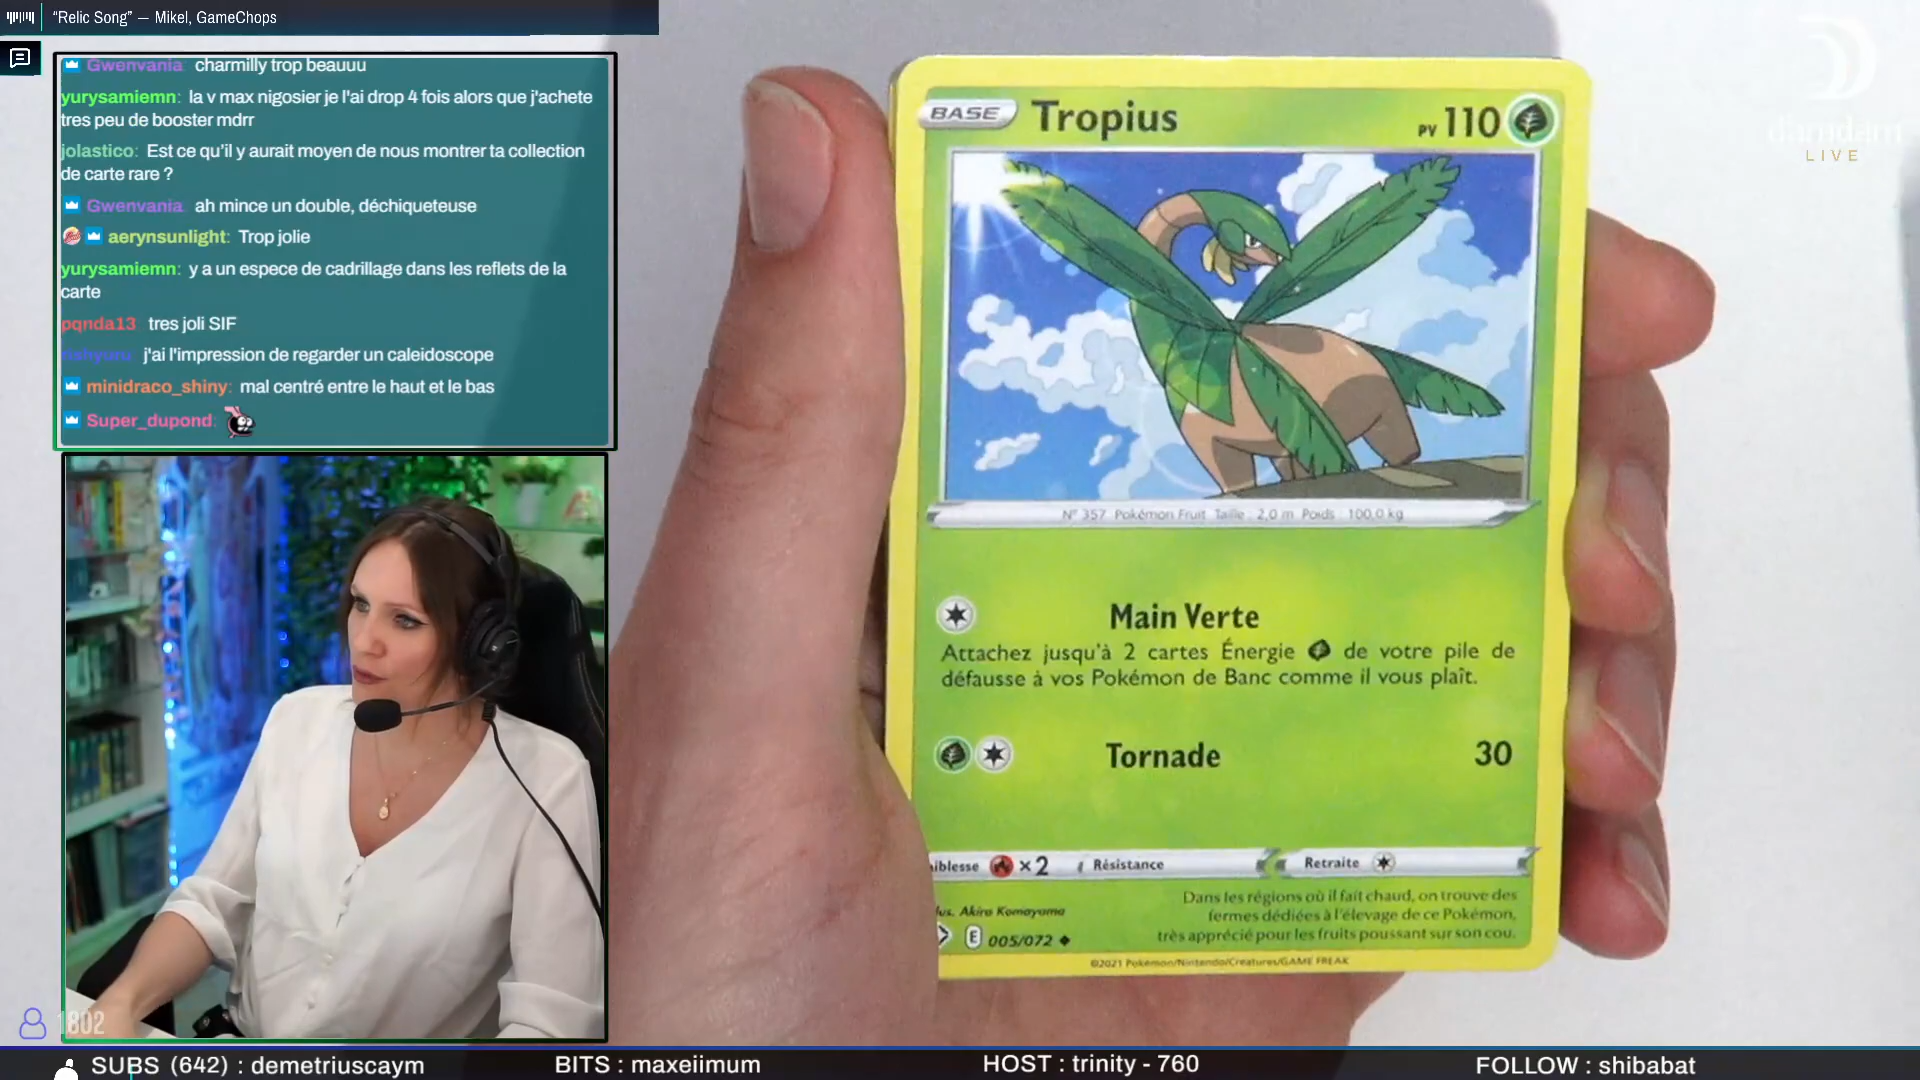 "Relic Song" — Mikel, GameChops
Gwenvania: charmilly trop beauuu
yurysamiemn: la v max nigosier je l'ai drop 4 fois alors que j'achete
tres peu de booster mdrr
jolastico: Est ce qu'il y aurait moyen de nous montrer ta collection
de carte rare ?
Gwenvania: ah mince un double, déchiqueteuse
aerynsunlight: Trop jolie
yurysamiemn: y a un espece de cadrillage dans les reflets de la
carte
pqnda13 tres joli SIF
j'ai l'impression de regarder un caleidoscope
minidraco_shiny: mal centré entre le haut et le bas
Super_dupond:
1802
BASE Tropius PV 110
N° 357 Pokémon Fruit Taille : 2,0 m Poids : 100,0 kg
Main Verte
Attachez jusqu'à 2 cartes Énergie de votre pile de
défausse à vos Pokémon de Banc comme il vous plaît.
Tornade 30
iblesse ×2 Résistance Retraite
Dans les régions où il fait chaud, on trouve des
fermes dédiées à l'élevage de ce Pokémon,
très apprécié pour les fruits poussant sur son cou.
lus. Akira Komayama
E 005/072
©2021 Pokémon/Nintendo/Creatures/GAME FREAK
damdam
LIVE
SUBS (642) : demetriuscaym BITS : maxeiimum HOST : trinity - 760 FOLLOW : shibabat